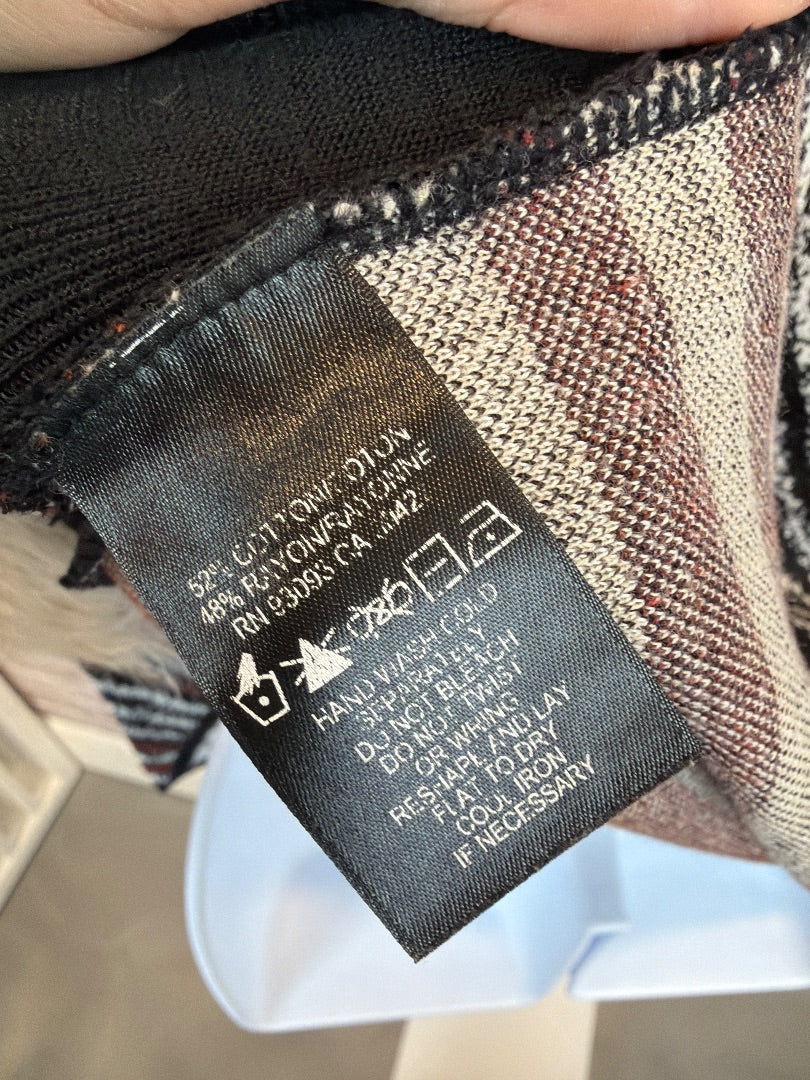 52% COTTON/COTON
48% RAYON/RAYONNE
RN 93093 CA
HAND WASH COLD
SEPARATELY
DO NOT BLEACH
DO NOT TWIST
OR WRING
RESHAPE AND LAY
FLAT TO DRY
COOL IRON
IF NECESSARY